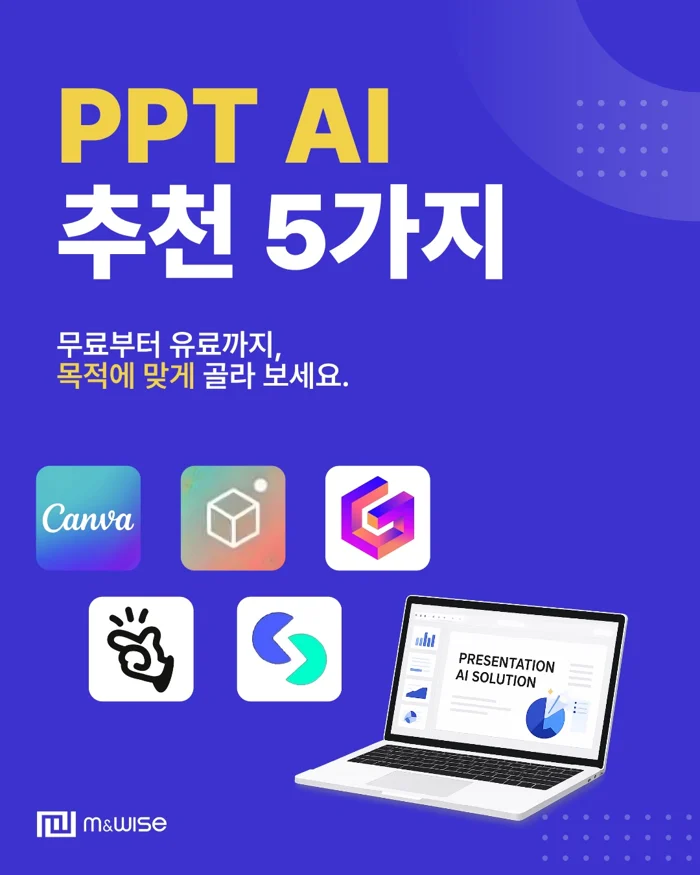 PPT AI
추천 5가지
무료부터 유료까지,
목적에 맞게 골라 보세요.
Canva
PRESENTATION
AI SOLUTION
m&wise